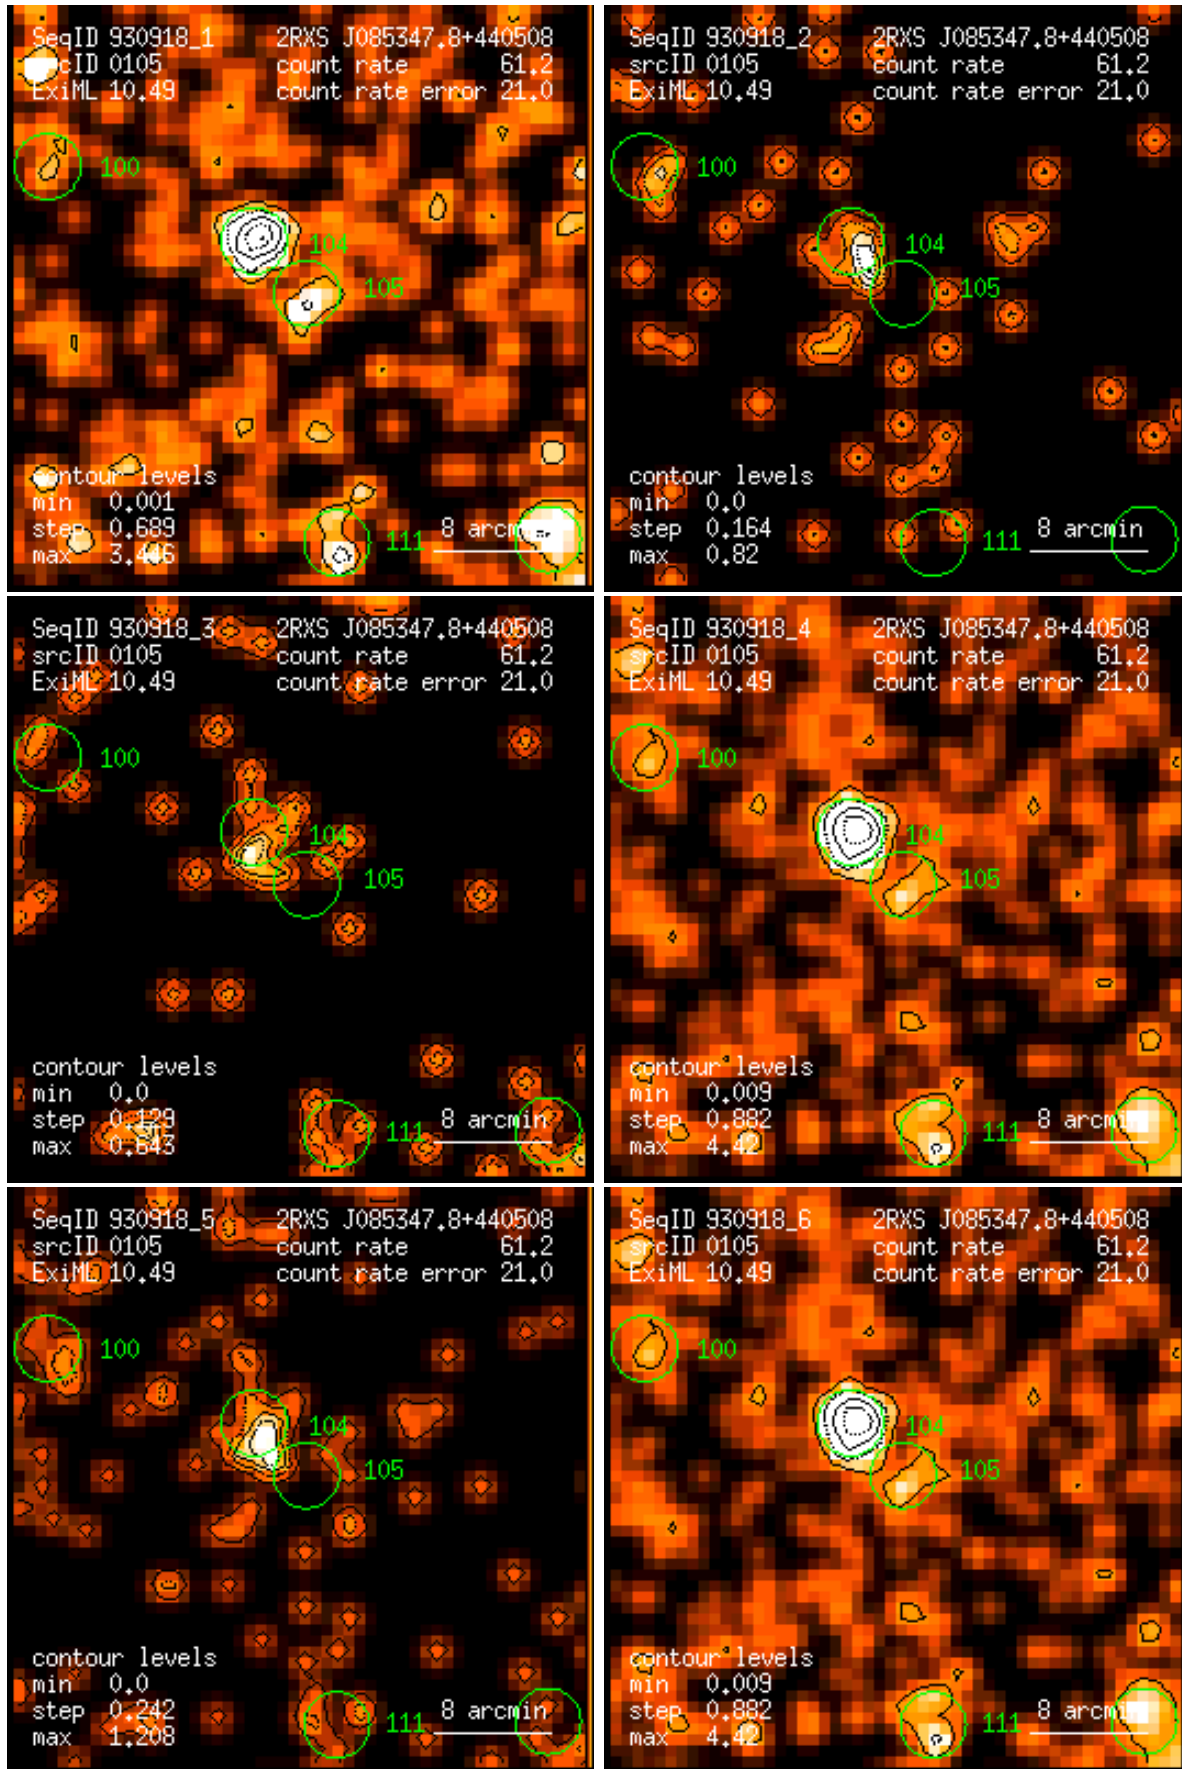 SeqID 930918_1 2RXS J085347.8+440508
srcID 0105 count rate 61.2
ExiML 10.49 count rate error 21.0
100
104
105
contour levels
min 0.001
step 0.689
max 3.446
111
8 arcmin
SeqID 930918_2 2RXS J085347.8+440508
srcID 0105 count rate 61.2
ExiML 10.49 count rate error 21.0
100
104
105
contour levels
min 0.0
step 0.164
max 0.82
111
8 arcmin
SeqID 930918_3 2RXS J085347.8+440508
srcID 0105 count rate 61.2
ExiML 10.49 count rate error 21.0
100
104
105
contour levels
min 0.0
step 0.129
max 0.643
111
8 arcmin
SeqID 930918_4 2RXS J085347.8+440508
srcID 0105 count rate 61.2
ExiML 10.49 count rate error 21.0
100
104
105
contour levels
min 0.009
step 0.882
max 4.42
111
8 arcmin
SeqID 930918_5 2RXS J085347.8+440508
srcID 0105 count rate 61.2
ExiML 10.49 count rate error 21.0
100
104
105
contour levels
min 0.0
step 0.242
max 1.208
111
8 arcmin
SeqID 930918_6 2RXS J085347.8+440508
srcID 0105 count rate 61.2
ExiML 10.49 count rate error 21.0
100
104
105
contour levels
min 0.009
step 0.882
max 4.42
111
8 arcmin